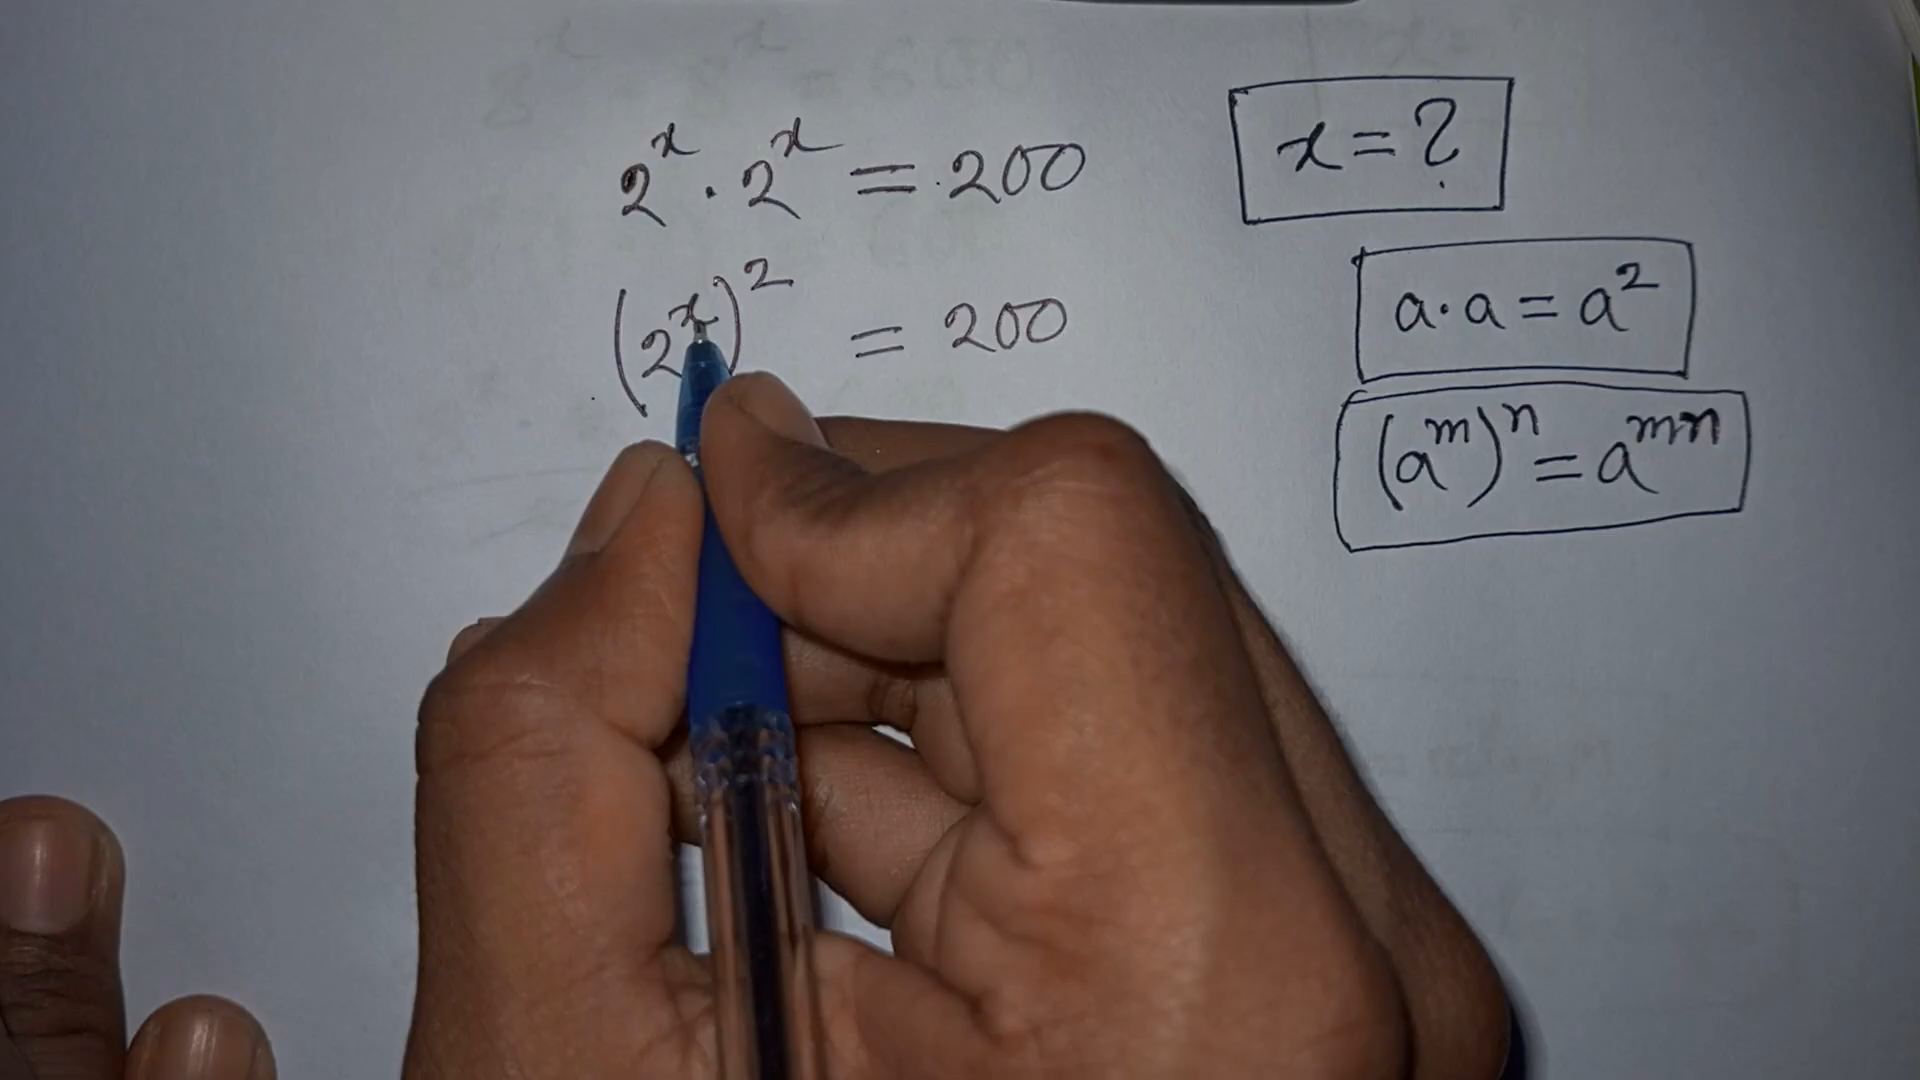 2^x · 2^x = 200
x = ?
(2^x)^2 = 200
a·a = a^2
(a^m)^n = a^mn